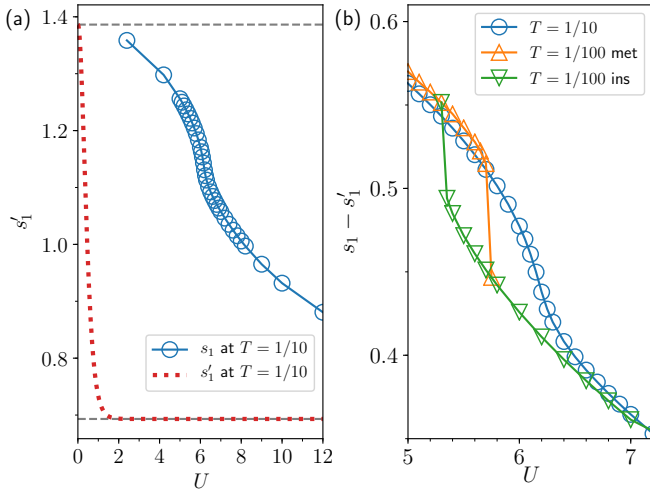 (a)
1.4
1.2
1.0
0.8
s′₁
0 2 4 6 8 10 12
U
s₁ at T = 1/10
s′₁ at T = 1/10
(b)
0.6
0.5
0.4
s₁ − s′₁
5 6 7
U
T = 1/10
T = 1/100 met
T = 1/100 ins